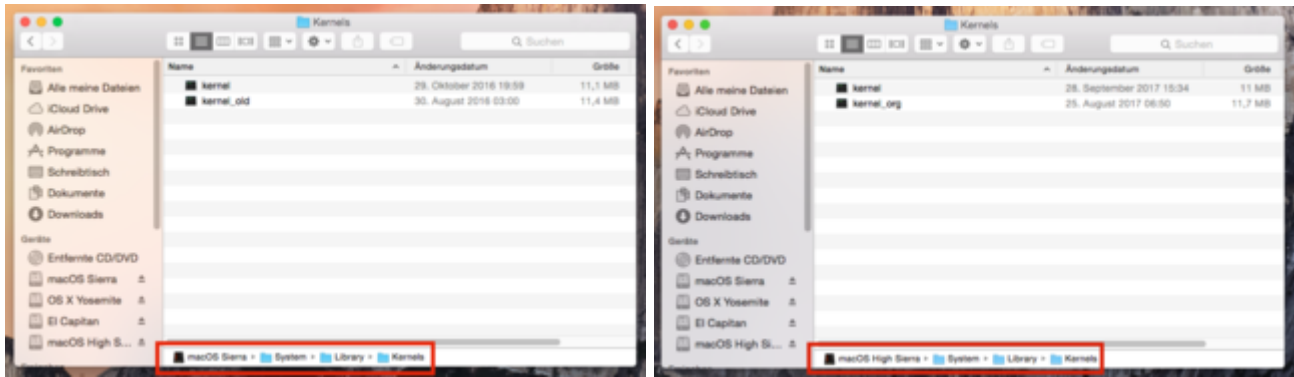 Kernels
Suchen
Favoriten
Name Änderungsdatum Größe
Alle meine Dateien
kernel 29. Oktober 2016 19:59 11,1 MB
kernel_old 30. August 2016 03:00 11,4 MB
iCloud Drive
AirDrop
Programme
Schreibtisch
Dokumente
Downloads
Geräte
Entfernte CD/DVD
macOS Sierra
OS X Yosemite
El Capitan
macOS High S...
macOS Sierra System Library Kernels
Kernels
Suchen
Favoriten
Name Änderungsdatum Größe
Alle meine Dateien
kernel 28. September 2017 15:34 11 MB
kernel_org 25. August 2017 06:50 11,7 MB
iCloud Drive
AirDrop
Programme
Schreibtisch
Dokumente
Downloads
Geräte
Entfernte CD/DVD
macOS Sierra
OS X Yosemite
El Capitan
macOS High Si...
macOS High Sierra System Library Kernels